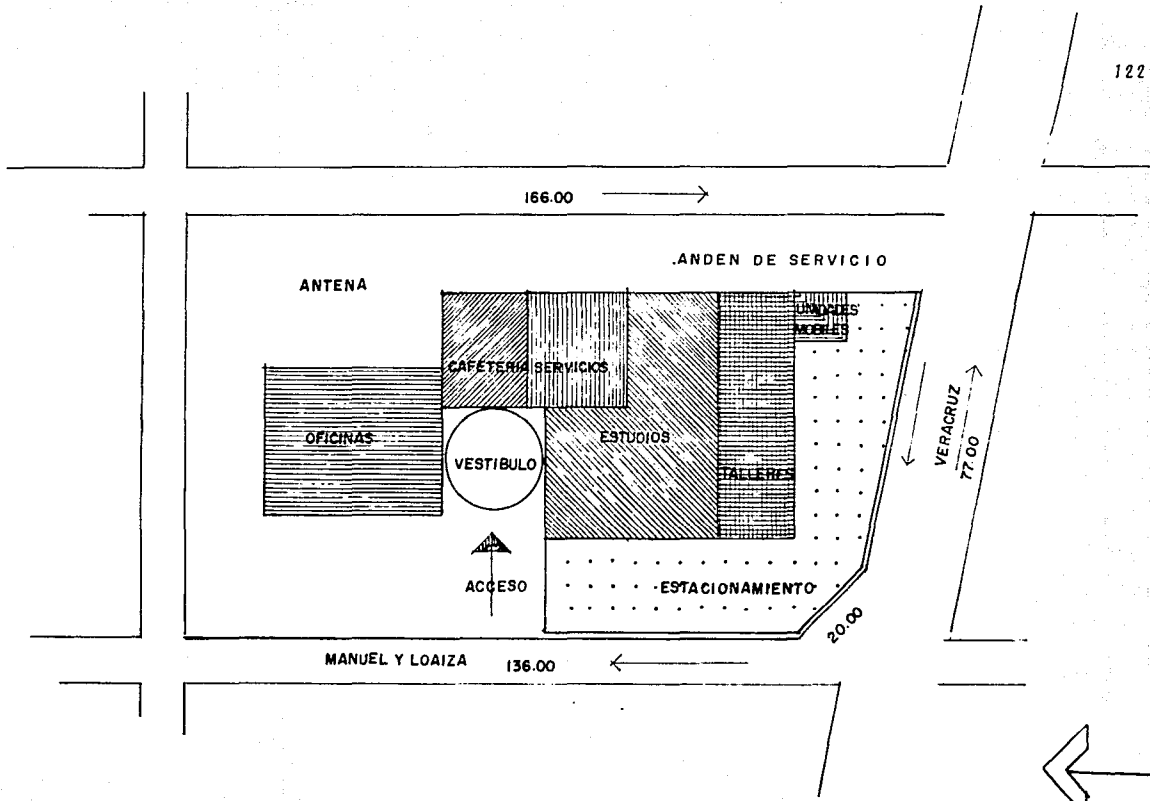 122
166.00
.ANDEN DE SERVICIO
ANTENA
UNIDADES
MOBILES
CAFETERIA SERVICIOS
OFICINAS
VESTIBULO
ESTUDIOS
TALLERES
VERACRUZ
77.00
ACCESO
ESTACIONAMIENTO
20.00
MANUEL Y LOAIZA 136.00